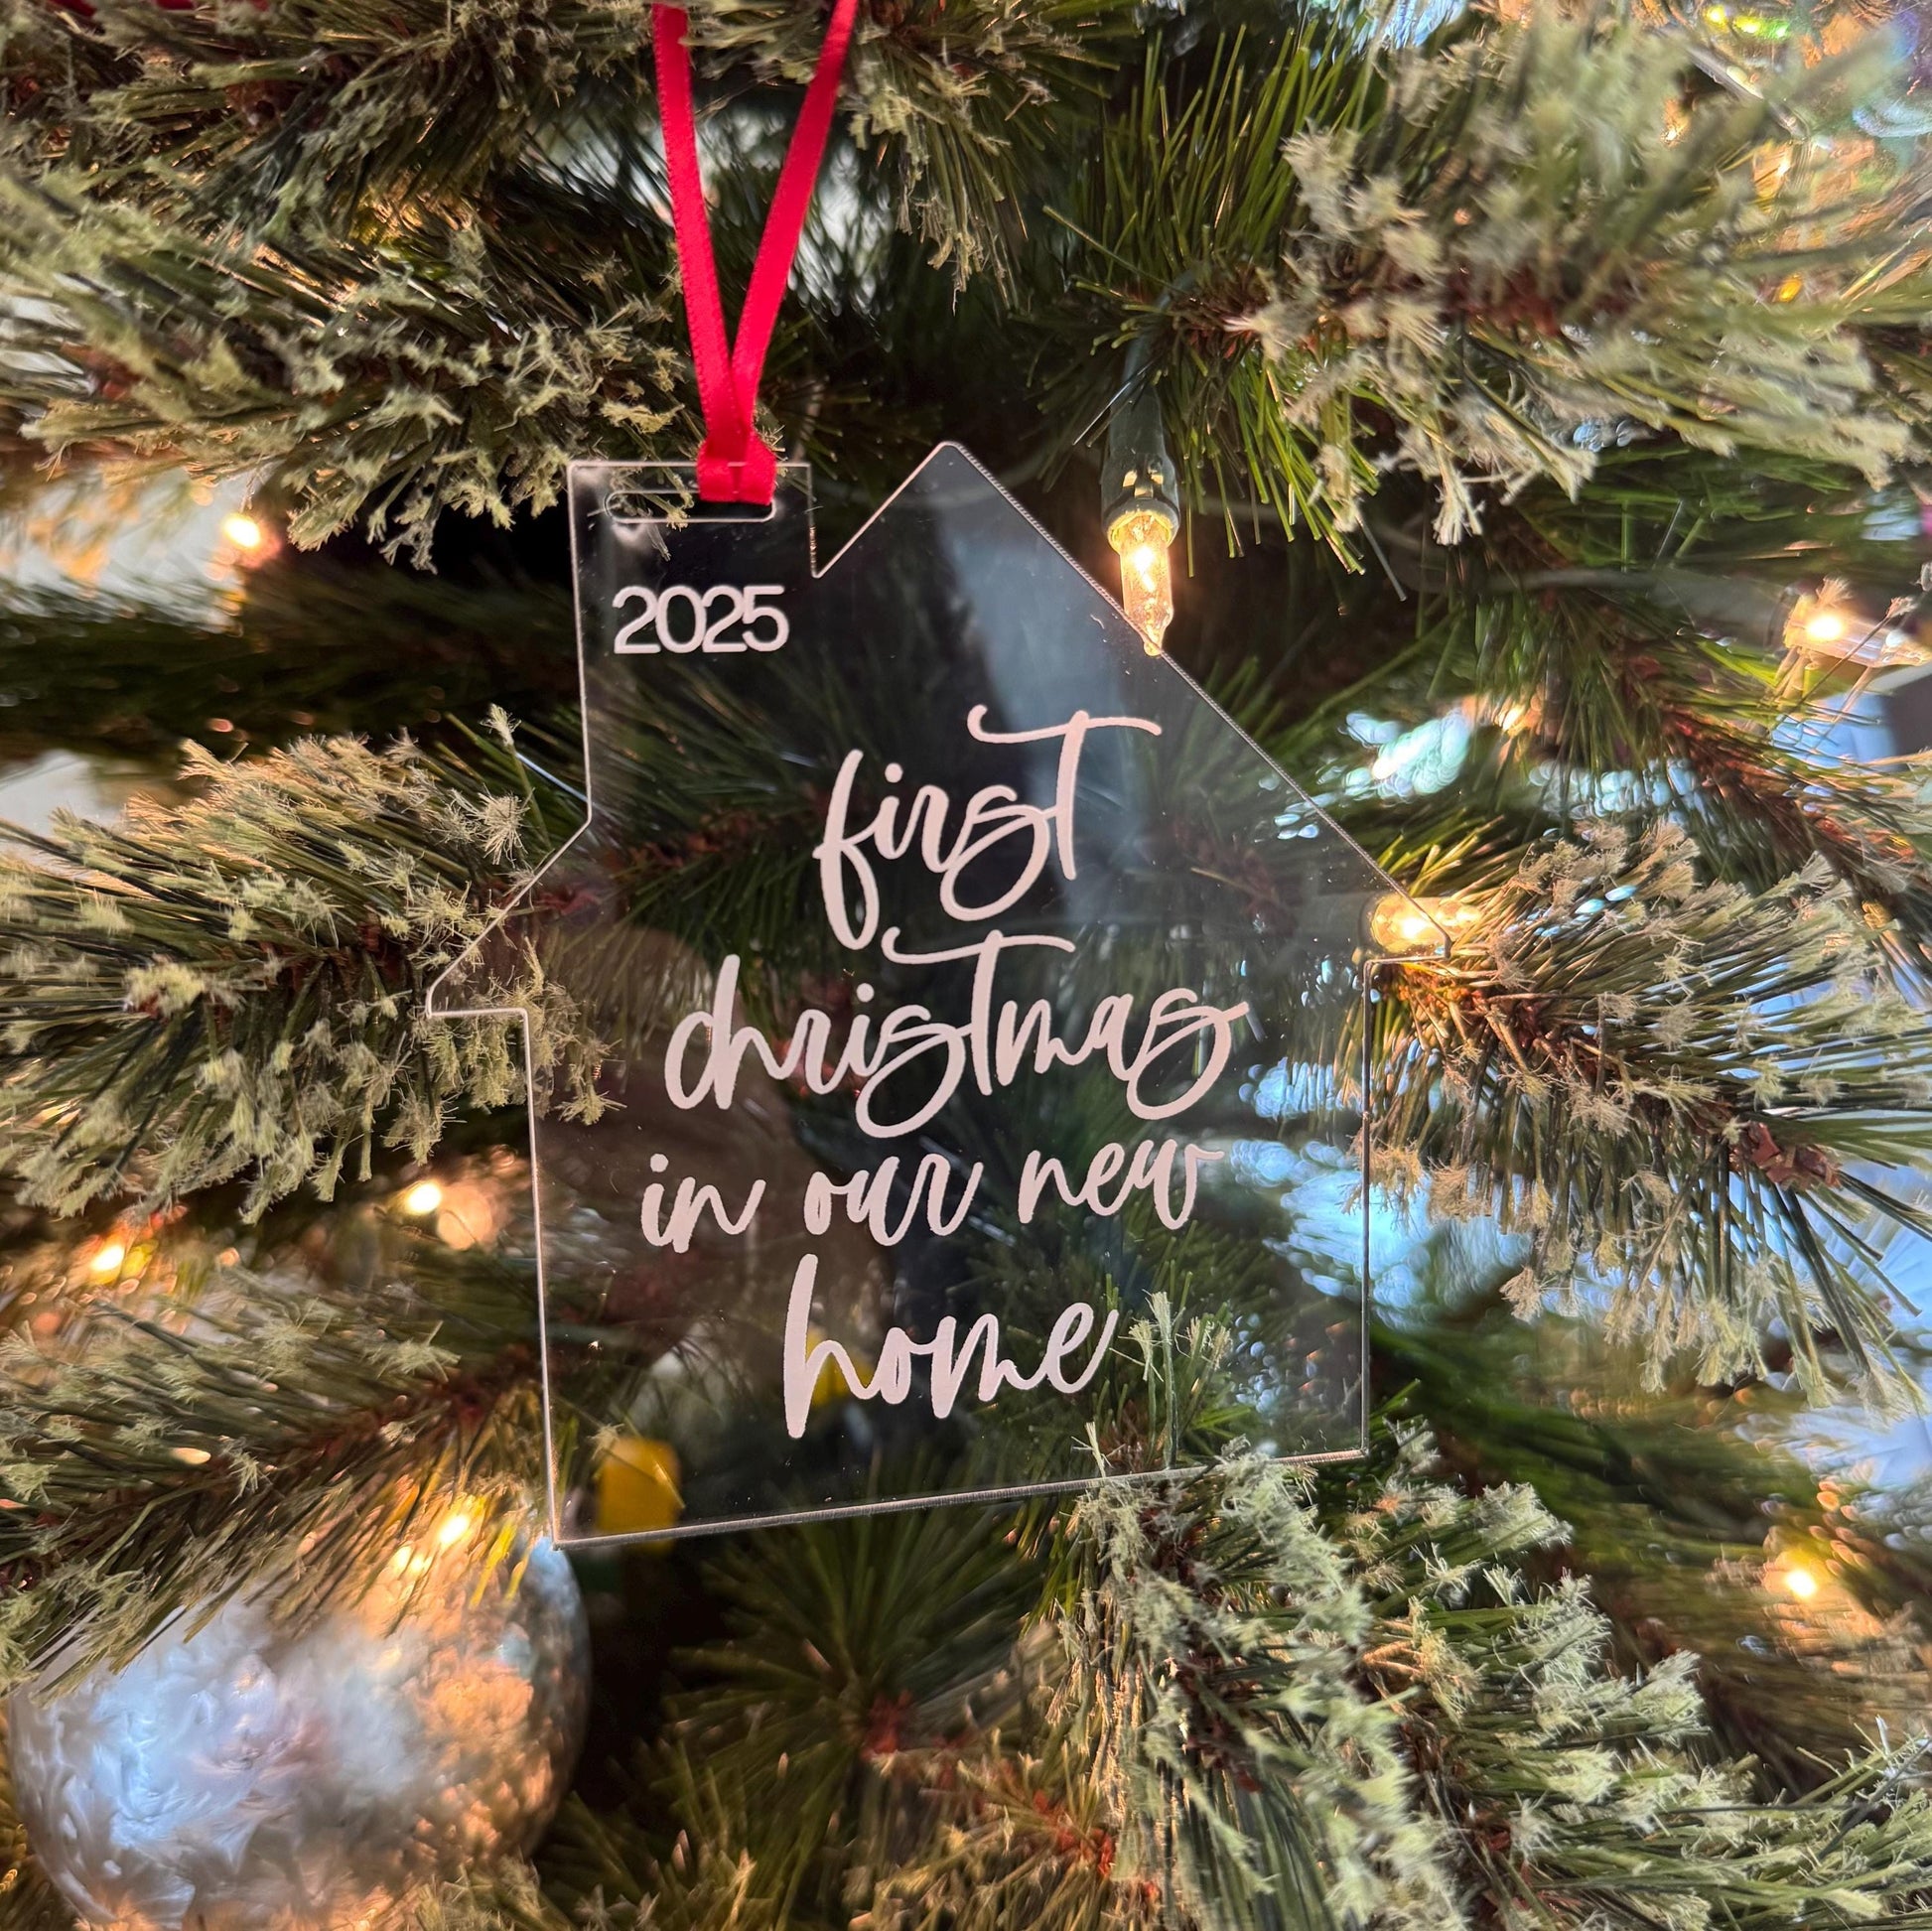 2025
first
christmas
in our new
home